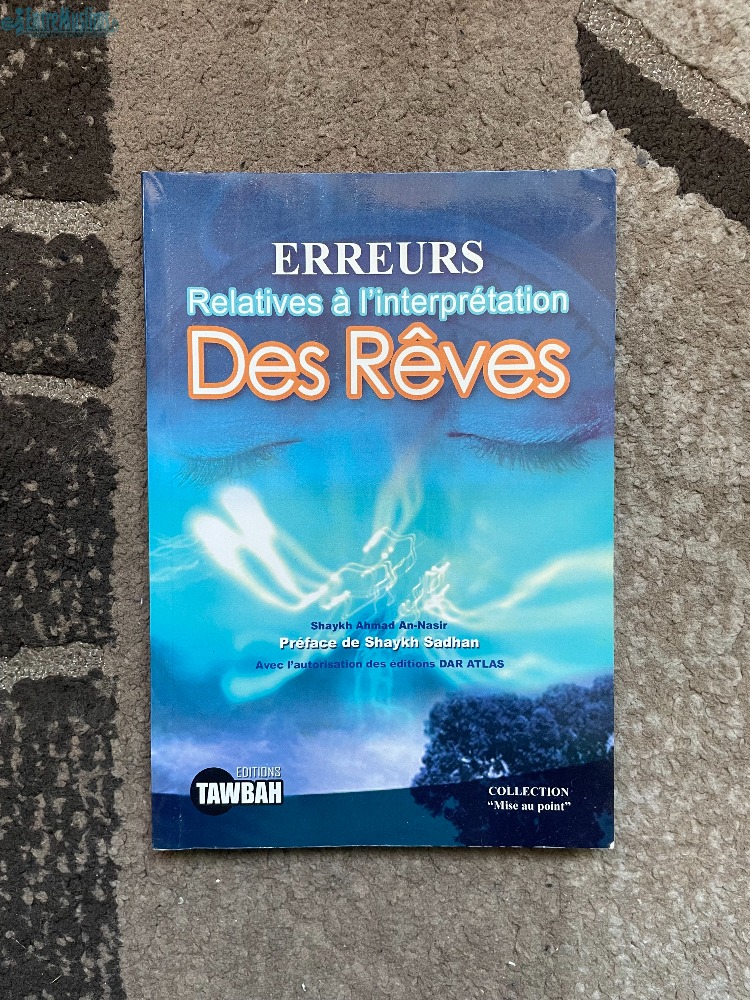 ERREURS
Relatives à l'interprétation
Des Rêves
Shaykh Ahmad An-Nasir
Préface de Shaykh Sadhan
Avec l'autorisation des éditions DAR ATLAS
EDITIONS
TAWBAH
COLLECTION
"Mise au point"